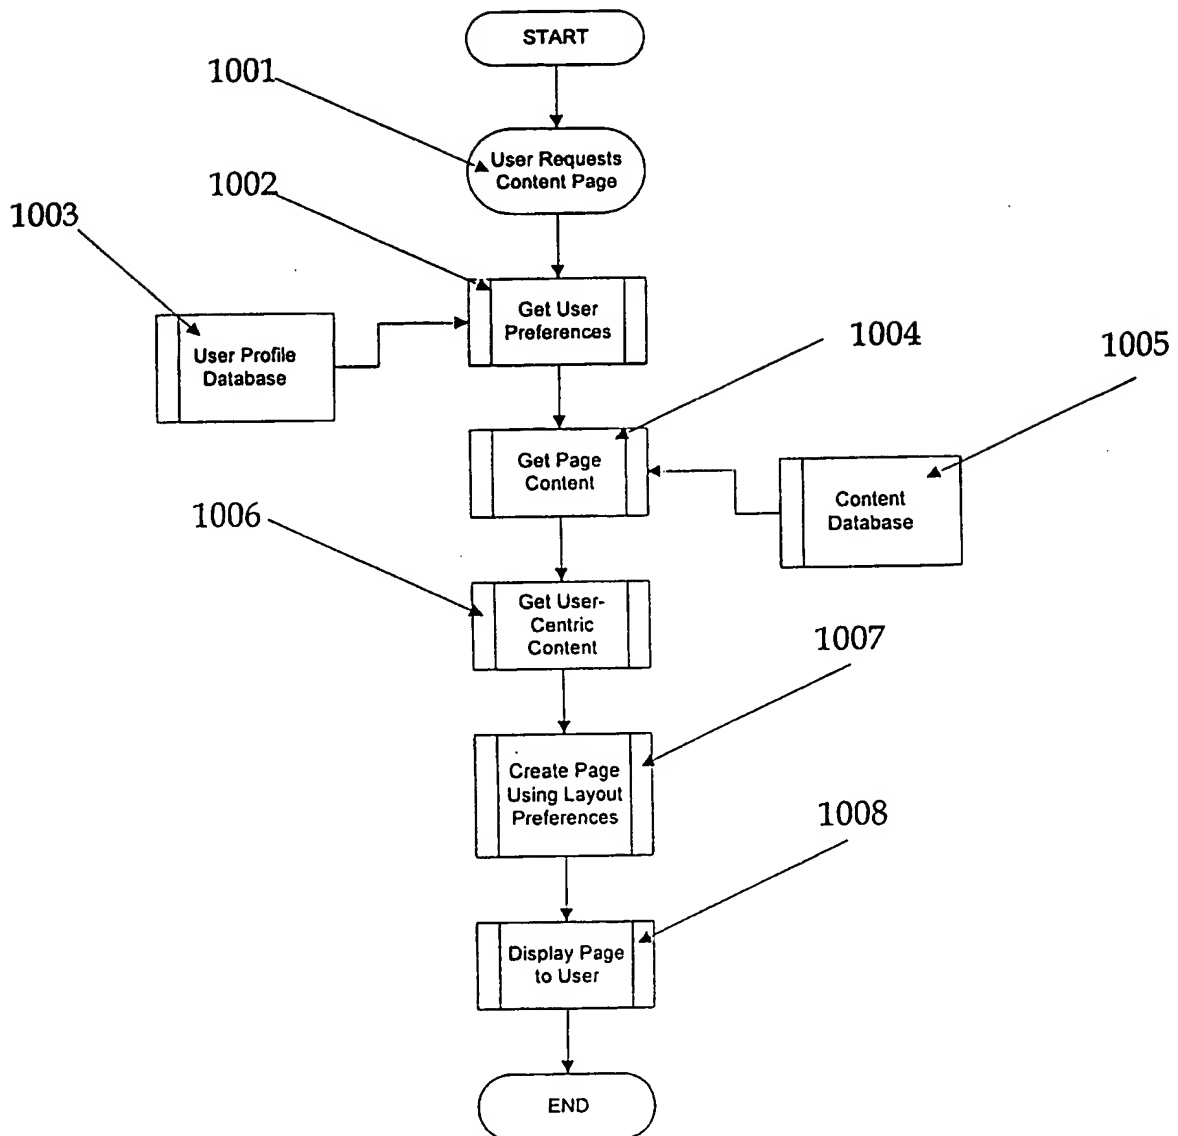 START
1001
User Requests
Content Page
1002
1003
Get User
Preferences
User Profile
Database
1004
1005
Get Page
Content
Content
Database
1006
Get User-
Centric
Content
1007
Create Page
Using Layout
Preferences
1008
Display Page
to User
END